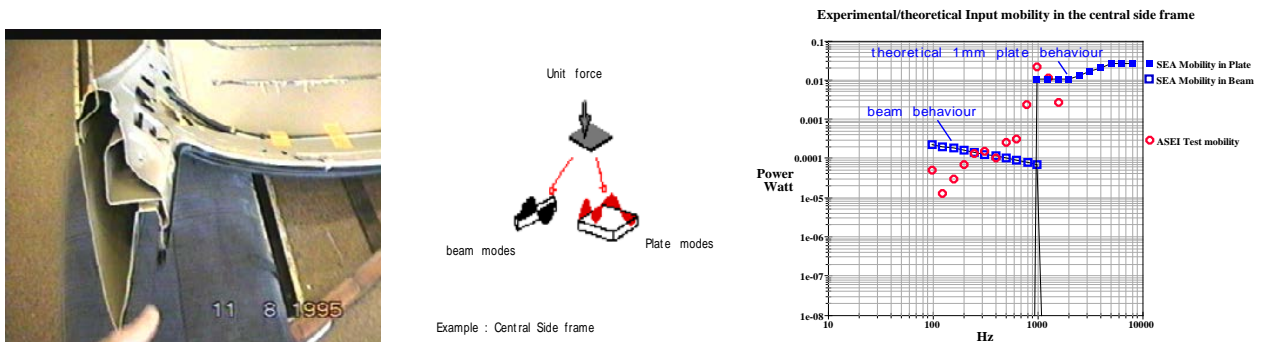 11 8 1995
Unit force
beam modes
Plate modes
Example : Central Side frame
Experimental/theoretical Input mobility in the central side frame
0.1
0.01
0.001
0.0001
1e-05
1e-06
1e-07
1e-08
Power
Watt
theoretical 1mm plate behaviour
beam behaviour
10
100
1000
10000
Hz
SEA Mobility in Plate
SEA Mobility in Beam
ASEI Test mobility